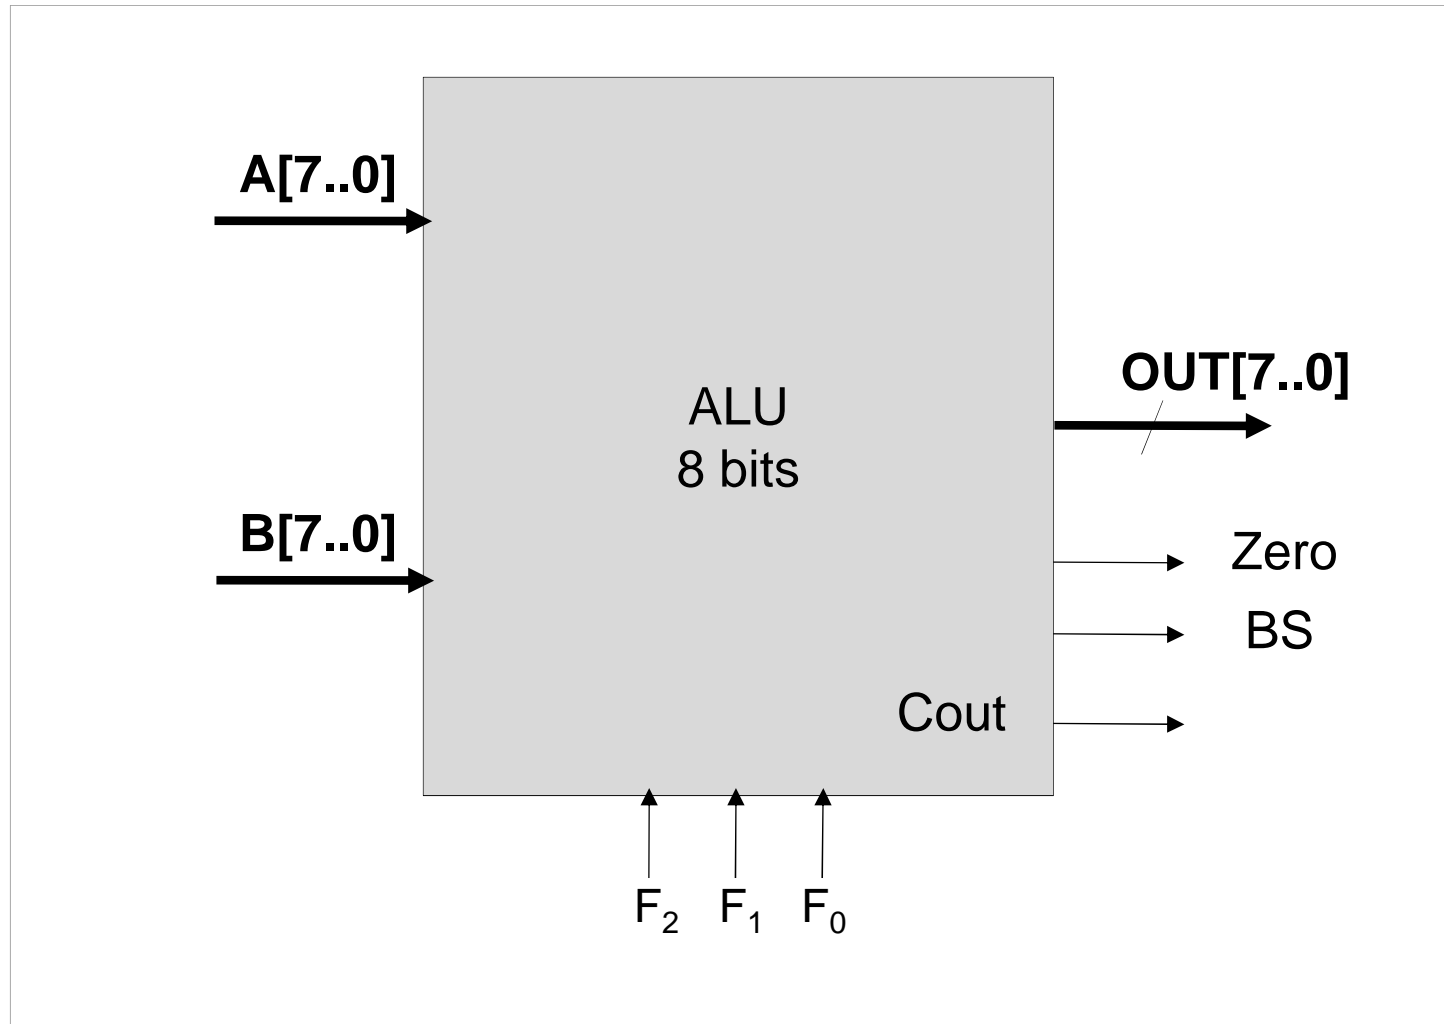 A[7..0]
OUT[7..0]
ALU
8 bits
B[7..0]
Zero
BS
Cout
F₂ F₁ F₀